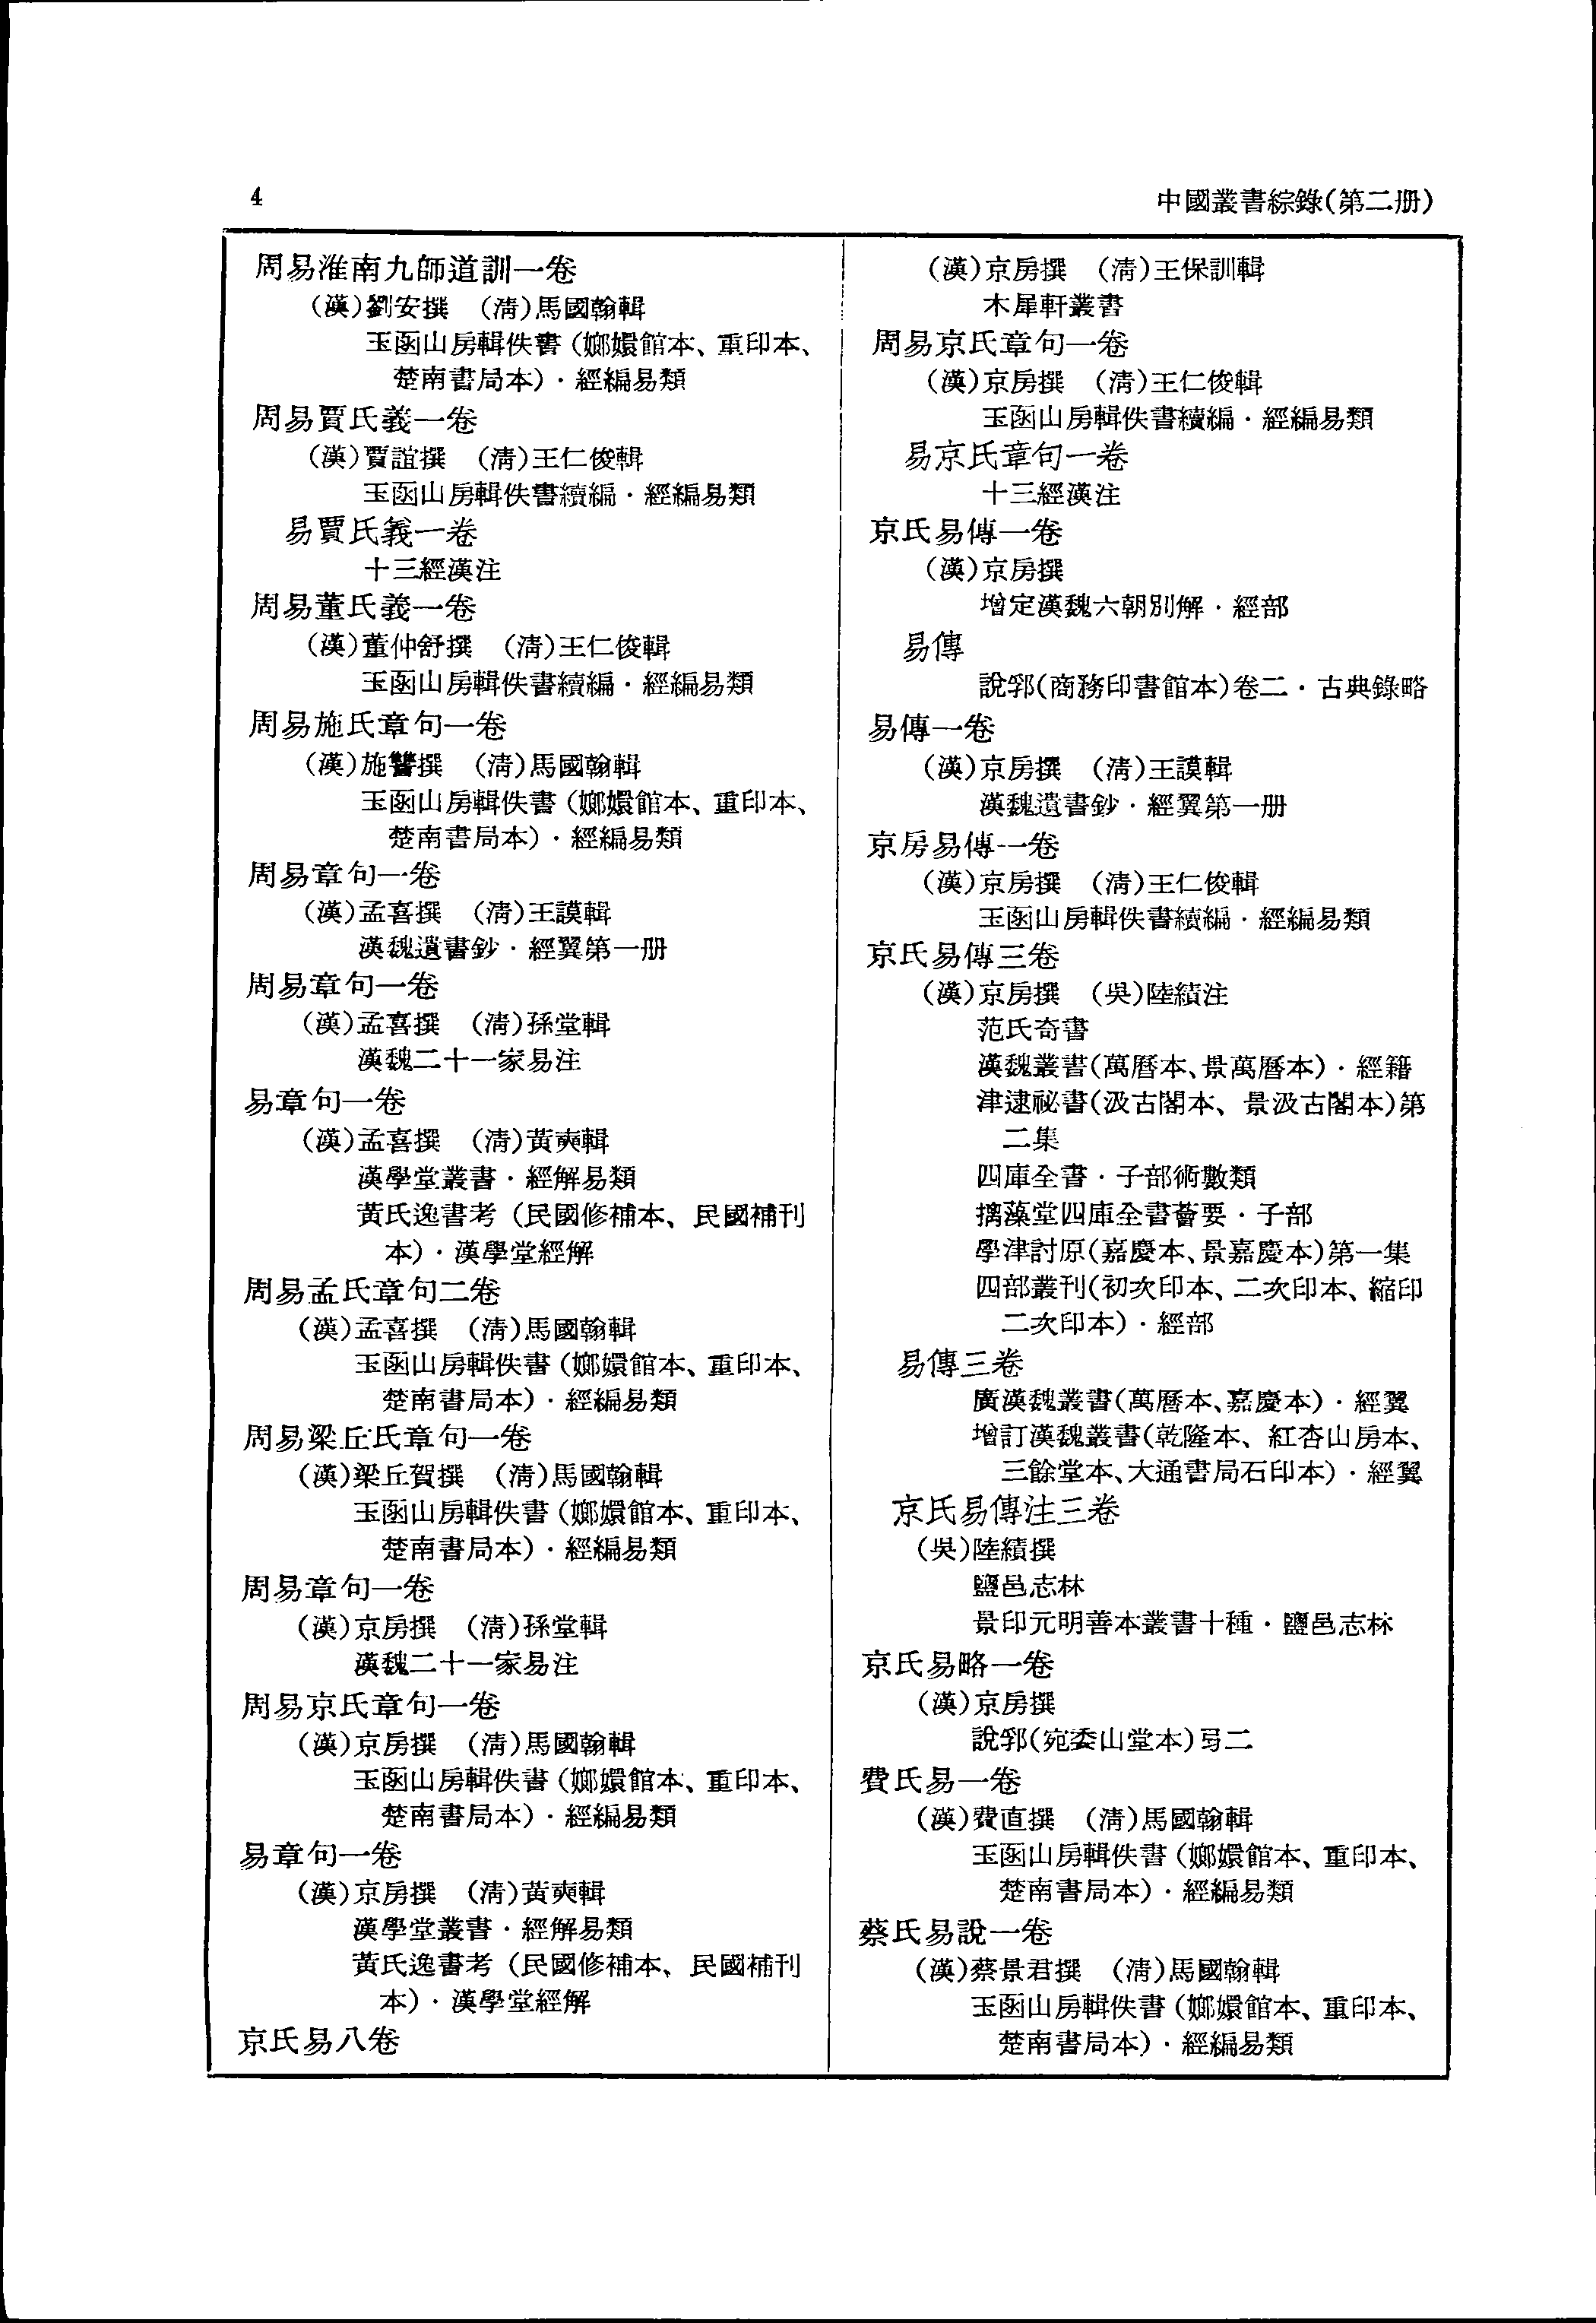 4
中國叢書綜錄(第二册)
周易淮南九師道訓一卷
(漢)劉安撰 (清)馬國翰輯
玉函山房輯佚書(嫏嬛館本、重印本、
楚南書局本)·經編易類
周易賈氏義一卷
(漢)賈誼撰 (清)王仁俊輯
玉函山房輯佚書續編·經編易類
易賈氏義一卷
十三經漢注
周易董氏義一卷
(漢)董仲舒撰 (清)王仁俊輯
玉函山房輯佚書續編·經編易類
周易施氏章句一卷
(漢)施讐撰 (清)馬國翰輯
玉函山房輯佚書(嫏嬛館本、重印本、
楚南書局本)·經編易類
周易章句一卷
(漢)孟喜撰 (清)王謨輯
漢魏遺書鈔·經翼第一册
周易章句一卷
(漢)孟喜撰 (清)孫堂輯
漢魏二十一家易注
易章句一卷
(漢)孟喜撰 (清)黃奭輯
漢學堂叢書·經解易類
黃氏逸書考(民國修補本、民國補刊
本)·漢學堂經解
周易孟氏章句二卷
(漢)孟喜撰 (清)馬國翰輯
玉函山房輯佚書(嫏嬛館本、重印本、
楚南書局本)·經編易類
周易梁丘氏章句一卷
(漢)梁丘賀撰 (清)馬國翰輯
玉函山房輯佚書(嫏嬛館本、重印本、
楚南書局本)·經編易類
周易章句一卷
(漢)京房撰 (清)孫堂輯
漢魏二十一家易注
周易京氏章句一卷
(漢)京房撰 (清)馬國翰輯
玉函山房輯佚書(嫏嬛館本、重印本、
楚南書局本)·經編易類
易章句一卷
(漢)京房撰 (清)黃奭輯
漢學堂叢書·經解易類
黃氏逸書考(民國修補本、民國補刊
本)·漢學堂經解
京氏易八卷
(漢)京房撰 (清)王保訓輯
木犀軒叢書
周易京氏章句一卷
(漢)京房撰 (清)王仁俊輯
玉函山房輯佚書續編·經編易類
易京氏章句一卷
十三經漢注
京氏易傳一卷
(漢)京房撰
增定漢魏六朝別解·經部
易傳
說郛(商務印書館本)卷二·古典錄略
易傳一卷
(漢)京房撰 (清)王謨輯
漢魏遺書鈔·經翼第一册
京房易傳一卷
(漢)京房撰 (清)王仁俊輯
玉函山房輯佚書續編·經編易類
京氏易傳三卷
(漢)京房撰 (吳)陸績注
范氏奇書
漢魏叢書(萬曆本、景萬曆本)·經籍
津逮祕書(汲古閣本、景汲古閣本)第
二集
四庫全書·子部術數類
摛藻堂四庫全書薈要·子部
學津討原(嘉慶本、景嘉慶本)第一集
四部叢刊(初次印本、二次印本、縮印
二次印本)·經部
易傳三卷
廣漢魏叢書(萬曆本、嘉慶本)·經翼
增訂漢魏叢書(乾隆本、紅杏山房本、
三餘堂本、大通書局石印本)·經翼
京氏易傳注三卷
(吳)陸績撰
鹽邑志林
景印元明善本叢書十種·鹽邑志林
京氏易略一卷
(漢)京房撰
說郛(宛委山堂本)弓二
費氏易一卷
(漢)費直撰 (清)馬國翰輯
玉函山房輯佚書(嫏嬛館本、重印本、
楚南書局本)·經編易類
蔡氏易說一卷
(漢)蔡景君撰 (清)馬國翰輯
玉函山房輯佚書(嫏嬛館本、重印本、
楚南書局本)·經編易類